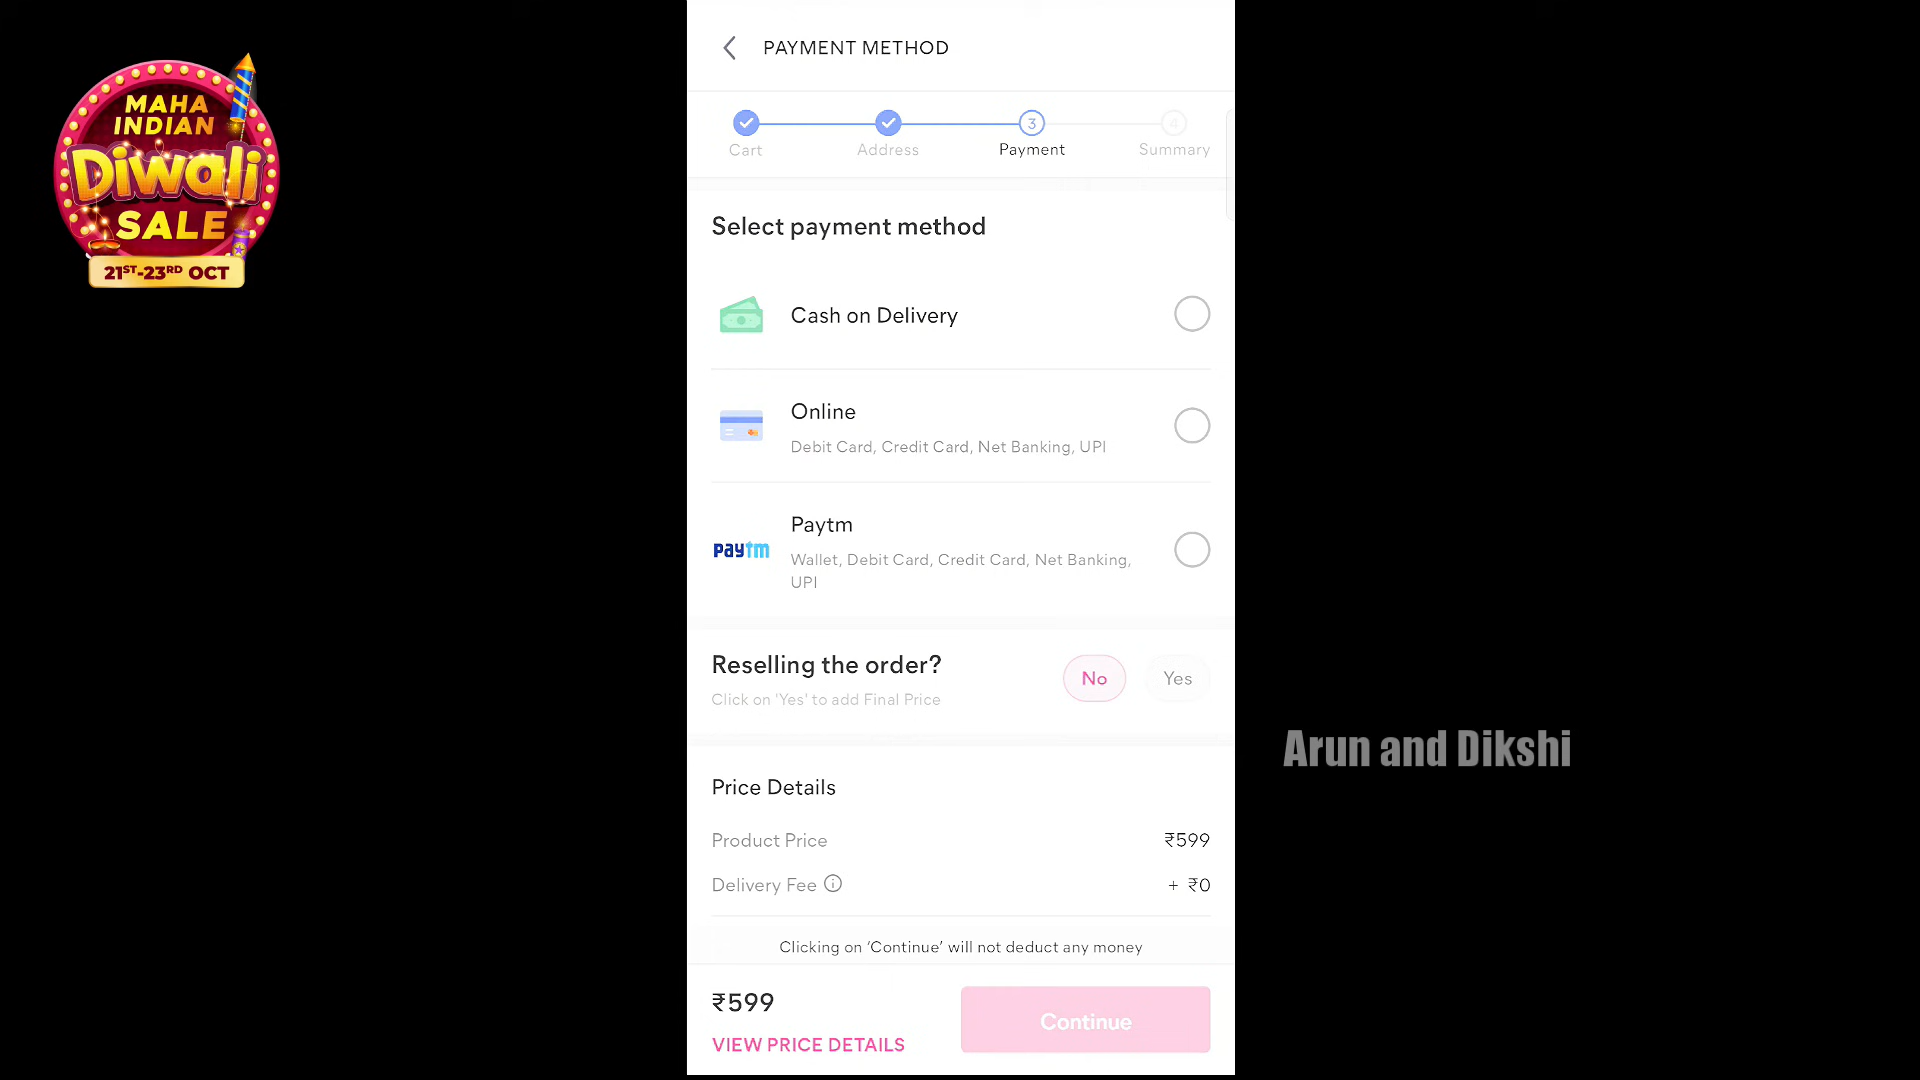 MAHA
INDIAN
Diwali
SALE
21ST-23RD OCT
PAYMENT METHOD
3
4
Cart
Address
Payment
Summary
Select payment method
Cash on Delivery
Online
Debit Card, Credit Card, Net Banking, UPI
paytm
Paytm
Wallet, Debit Card, Credit Card, Net Banking,
UPI
Reselling the order?
No
Yes
Click on 'Yes' to add Final Price
Arun and Dikshi
Price Details
Product Price
₹599
Delivery Fee
+ ₹0
Clicking on ‘Continue’ will not deduct any money
₹599
Continue
VIEW PRICE DETAILS